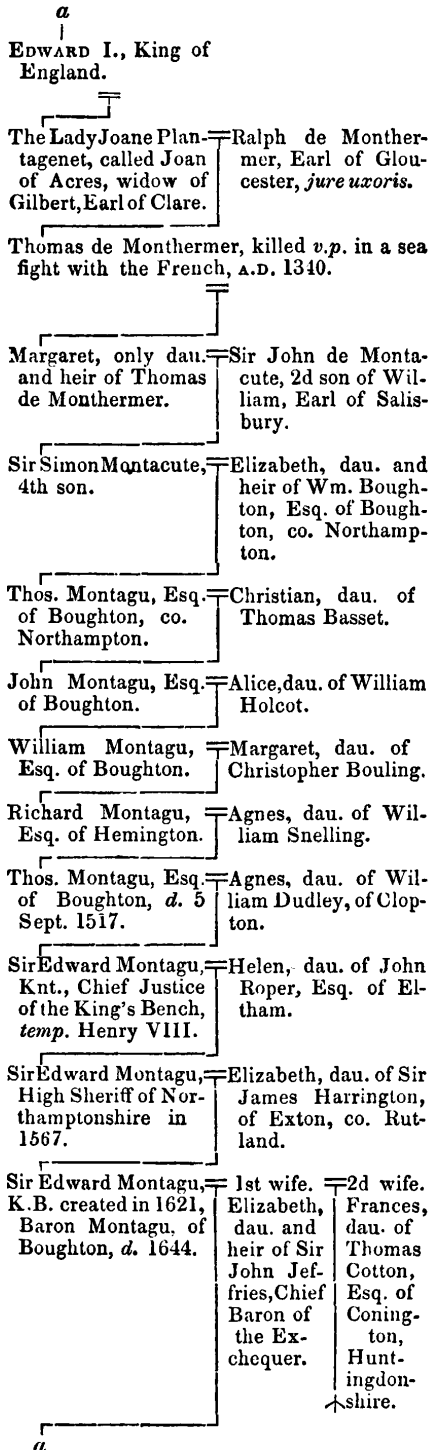 a
EDWARD I., King of
England.
The Lady Joane Plan-
tagenet, called Joan
of Acres, widow of
Gilbert, Earl of Clare.
Ralph de Monther-
mer, Earl of Glou-
cester, jure uxoris.
Thomas de Monthermer, killed v.p. in a sea
fight with the French, A.D. 1340.
Margaret, only dau.
and heir of Thomas
de Monthermer.
Sir John de Monta-
cute, 2d son of Wil-
liam, Earl of Salis-
bury.
Sir Simon Montacute,
4th son.
Elizabeth, dau. and
heir of Wm. Bough-
ton, Esq. of Bough-
ton, co. Northamp-
ton.
Thos. Montagu, Esq.
of Boughton, co.
Northampton.
Christian, dau. of
Thomas Basset.
John Montagu, Esq.
of Boughton.
Alice, dau. of William
Holcot.
William Montagu,
Esq. of Boughton.
Margaret, dau. of
Christopher Bouling.
Richard Montagu,
Esq. of Hemington.
Agnes, dau. of Wil-
liam Snelling.
Thos. Montagu, Esq.
of Boughton, d. 5
Sept. 1517.
Agnes, dau. of Wil-
liam Dudley, of Clop-
ton.
Sir Edward Montagu,
Knt., Chief Justice
of the King's Bench,
temp. Henry VIII.
Helen, dau. of John
Roper, Esq. of El-
tham.
Sir Edward Montagu,
High Sheriff of Nor-
thamptonshire in
1567.
Elizabeth, dau. of Sir
James Harrington,
of Exton, co. Rut-
land.
Sir Edward Montagu,
K.B. created in 1621,
Baron Montagu, of
Boughton, d. 1644.
1st wife.
Elizabeth,
dau. and
heir of Sir
John Jef-
fries, Chief
Baron of
the Ex-
chequer.
2d wife.
Frances,
dau. of
Thomas
Cotton,
Esq. of
Coning-
ton,
Hunt-
ingdon-
shire.
a